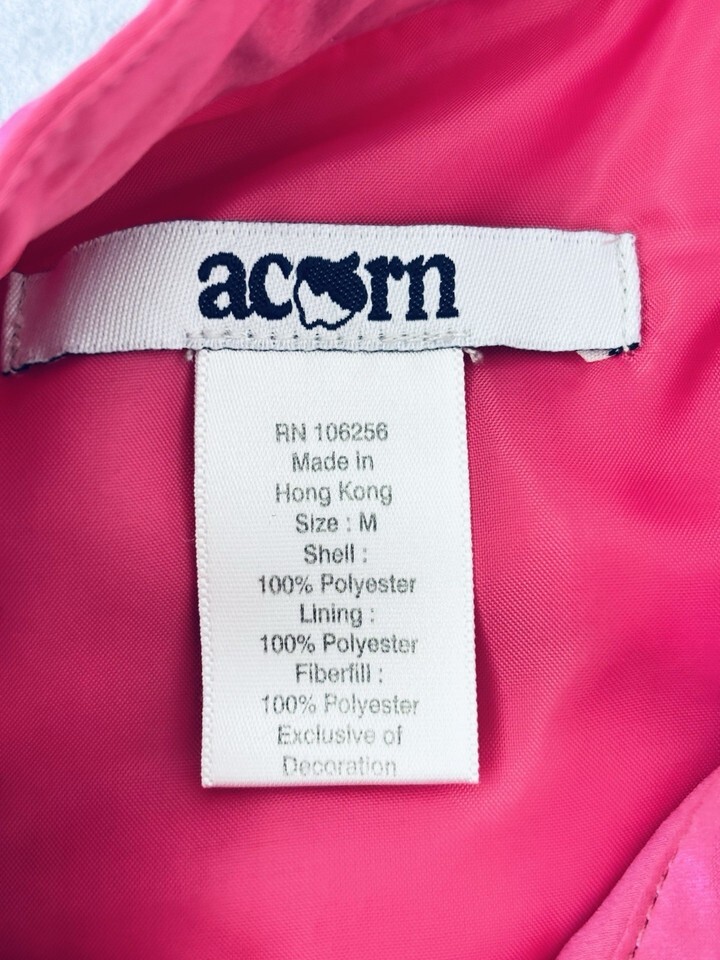 acorn
RN 106256
Made in
Hong Kong
Size : M
Shell :
100% Polyester
Lining :
100% Polyester
Fiberfill :
100% Polyester
Exclusive of
Decoration